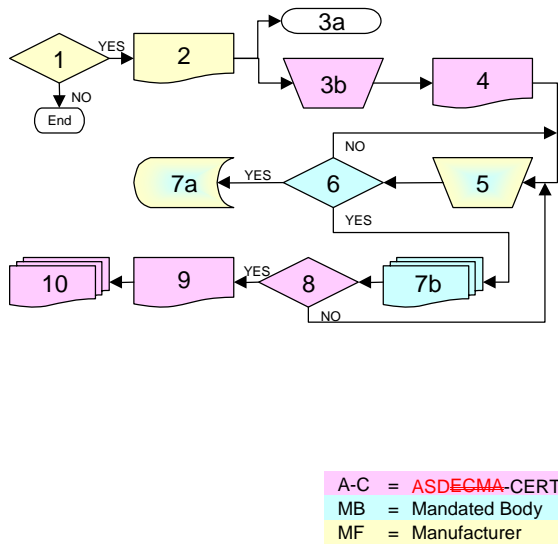 3a
1
YES
2
3b
4
NO
End
NO
7a
YES
6
5
YES
10
9
YES
8
7b
NO
A-C = ASDECMA-CERT
MB = Mandated Body
MF = Manufacturer